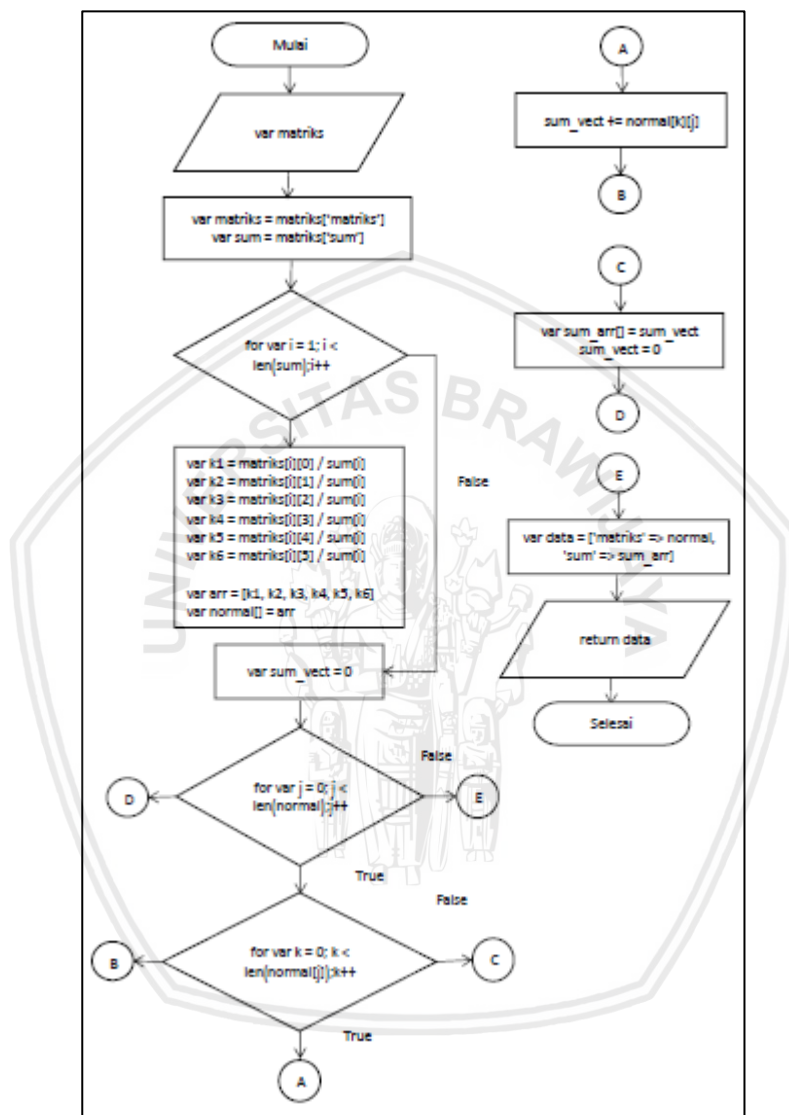 Mulai
var matriks
var matriks = matriks['matriks']
var sum = matriks['sum']
for var i = 1; i <
len(sum);i++
False
var k1 = matriks[i][0] / sum[i]
var k2 = matriks[i][1] / sum[i]
var k3 = matriks[i][2] / sum[i]
var k4 = matriks[i][3] / sum[i]
var k5 = matriks[i][4] / sum[i]
var k6 = matriks[i][5] / sum[i]
var arr = [k1, k2, k3, k4, k5, k6]
var normal[] = arr
var sum_vect = 0
for var j = 0; j <
len(normal);j++
D
False
E
True
for var k = 0; k <
len(normal[j]);k++
B
False
C
True
A
A
sum_vect += normal[k][j]
B
C
var sum_arr[] = sum_vect
sum_vect = 0
D
E
var data = ['matriks' => normal,
'sum' => sum_arr]
return data
Selesai
UNIVERSITAS BRAWIJAYA